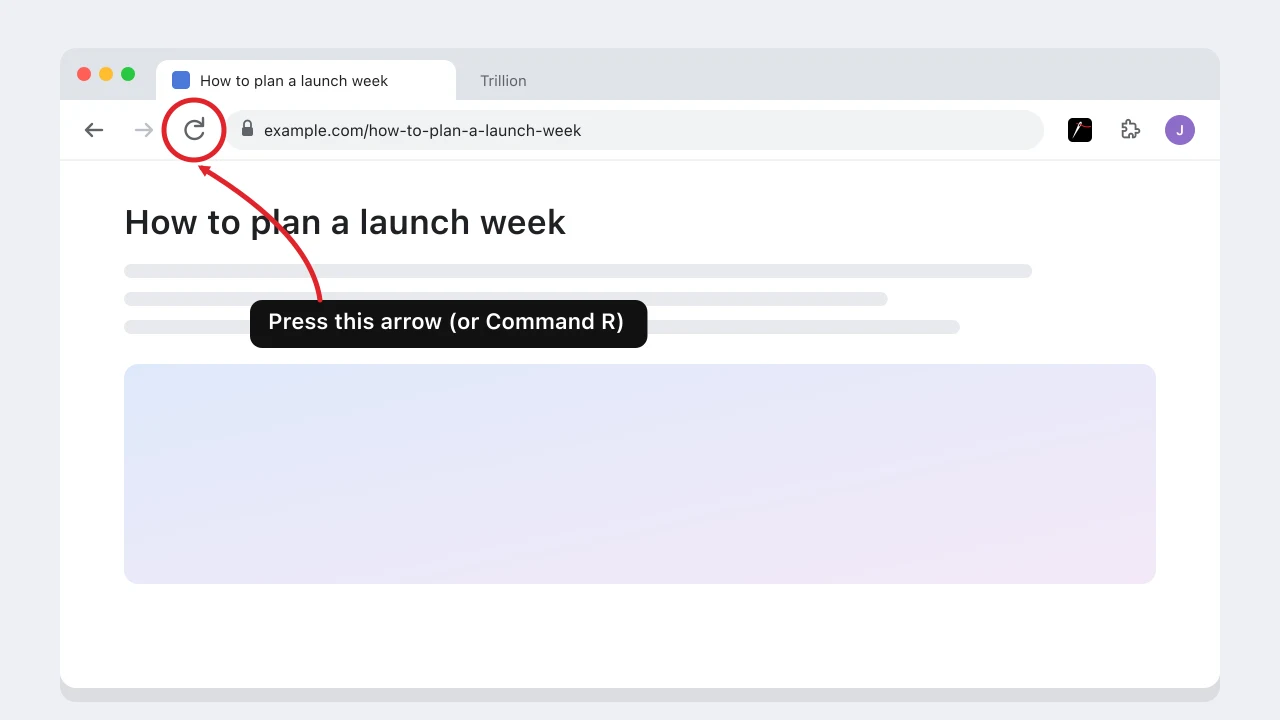 How to plan a launch week
Trillion
example.com/how-to-plan-a-launch-week
J
How to plan a launch week
Press this arrow (or Command R)